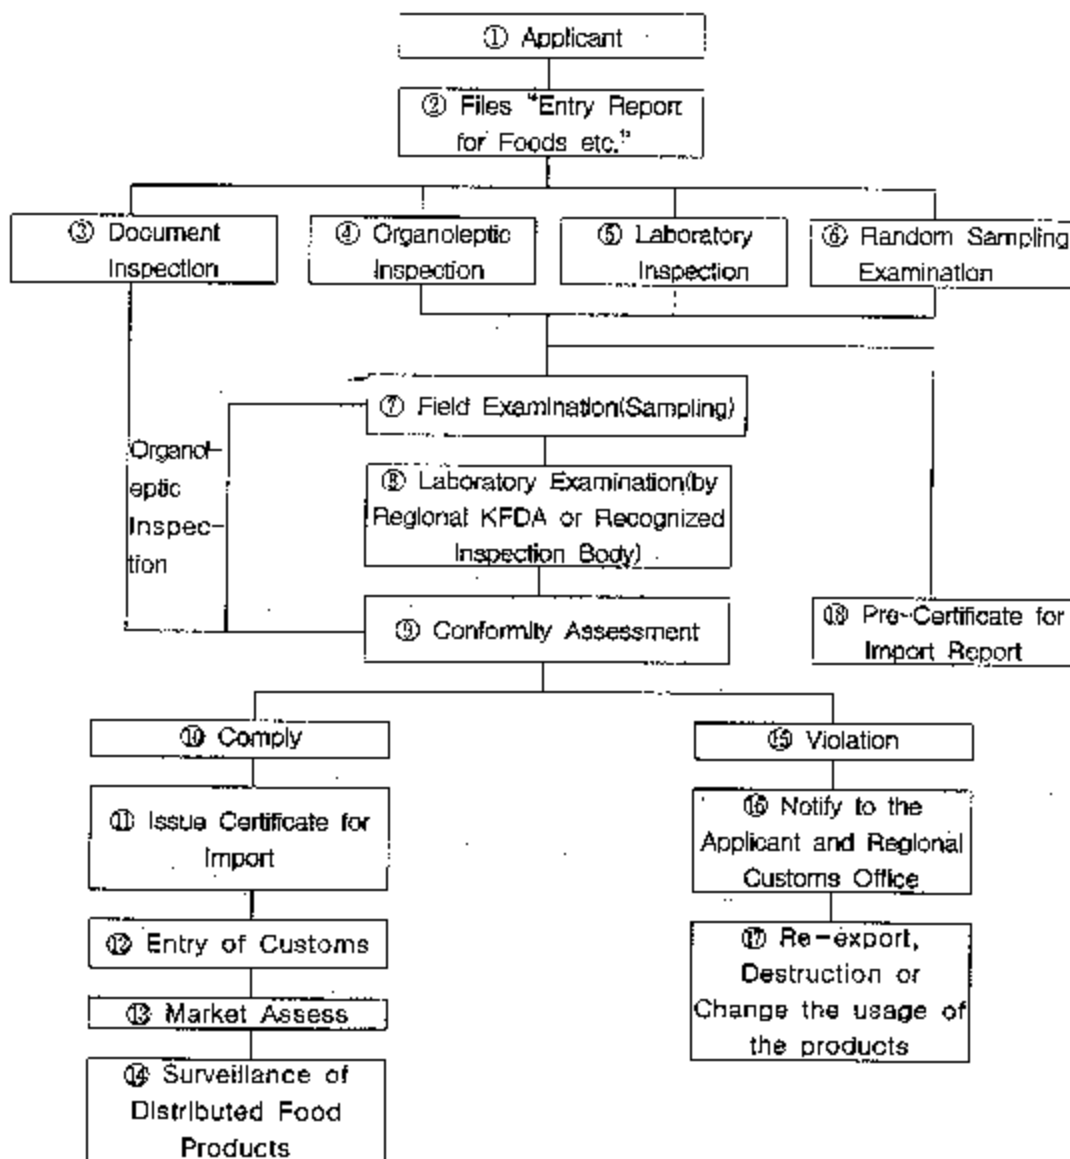 ① Applicant
② Files "Entry Report
for Foods etc."
③ Document
Inspection
④ Organoleptic
Inspection
⑤ Laboratory
Inspection
⑥ Random Sampling
Examination
⑦ Field Examination(Sampling)
Organol-
eptic
Inspec-
tion
⑧ Laboratory Examination(by
Regional KFDA or Recognized
Inspection Body)
⑨ Conformity Assessment
⑱ Pre-Certificate for
Import Report
⑩ Comply
⑪ Issue Certificate for
Import
⑫ Entry of Customs
⑬ Market Assess
⑭ Surveillance of
Distributed Food
Products
⑮ Violation
⑯ Notify to the
Applicant and Regional
Customs Office
⑰ Re-export,
Destruction or
Change the usage of
the products